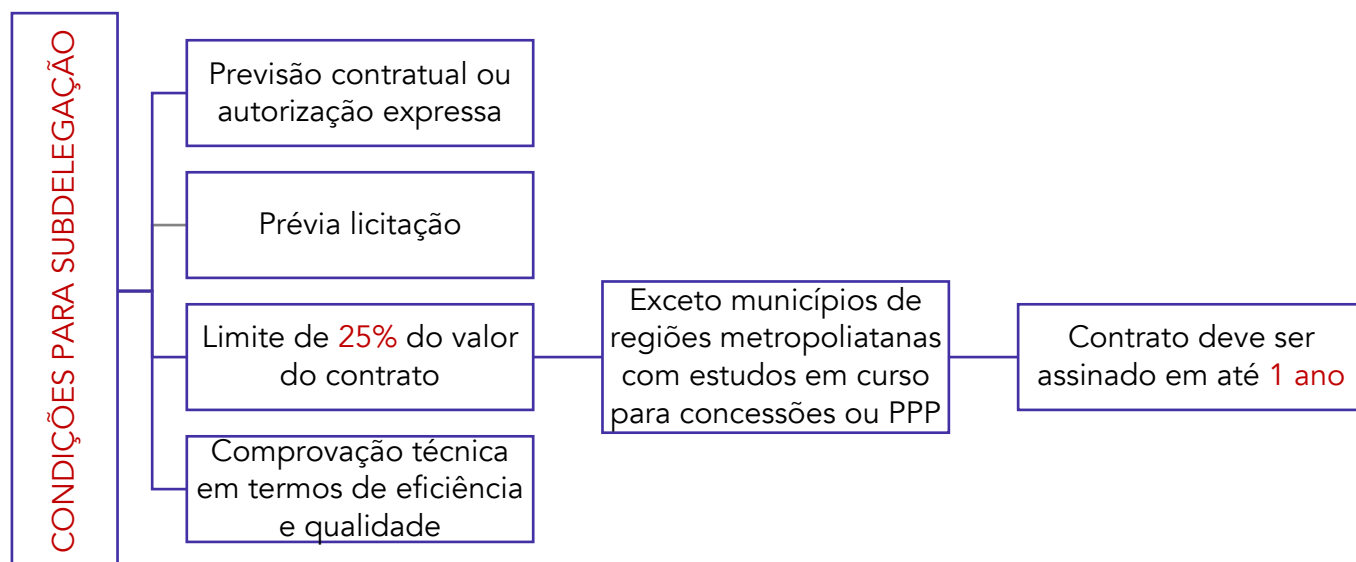 CONDIÇÕES PARA SUBDELEGAÇÃO
Previsão contratual ou
autorização expressa
Prévia licitação
Limite de 25% do valor
do contrato
Exceto municípios de
regiões metropoliatanas
com estudos em curso
para concessões ou PPP
Contrato deve ser
assinado em até 1 ano
Comprovação técnica
em termos de eficiência
e qualidade